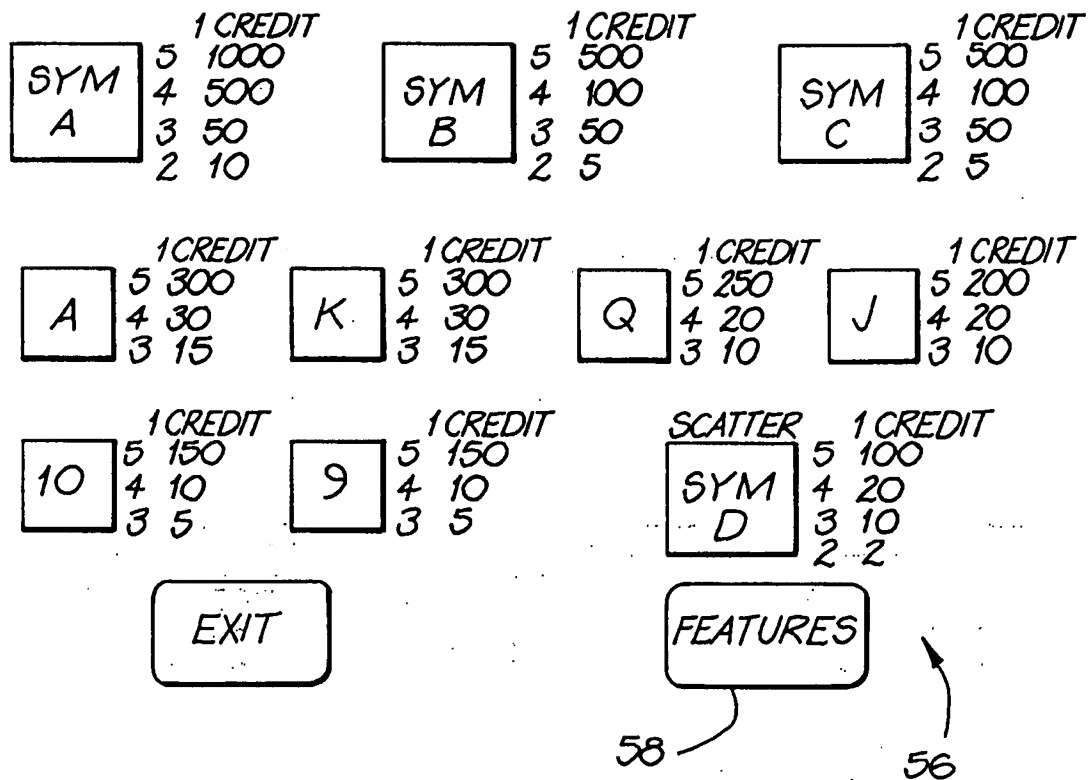 1 CREDIT 1 CREDIT 1 CREDIT
SYM A 5 1000 SYM B 5 500 SYM C 5 500
4 500 4 100 4 100
3 50 3 50 3 50
2 10 2 5 2 5
1 CREDIT 1 CREDIT 1 CREDIT 1 CREDIT
A 5 300 K 5 300 Q 5 250 J 5 200
4 30 4 30 4 20 4 20
3 15 3 15 3 10 3 10
1 CREDIT 1 CREDIT SCATTER 1 CREDIT
10 5 150 9 5 150 SYM D 5 100
4 10 4 10 4 20
3 5 3 5 3 10
2 2
EXIT FEATURES
58 56